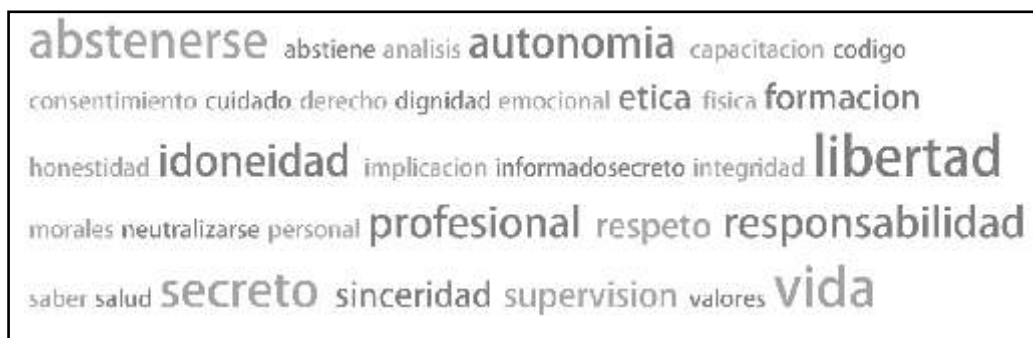 abstenerse abstiene analisis autonomia capacitacion codigo
consentimiento cuidado derecho dignidad emocional etica fisica formacion
honestidad idoneidad implicacion informadosecreto integridad libertad
morales neutralizarse personal profesional respeto responsabilidad
saber salud secreto sinceridad supervision valores vida